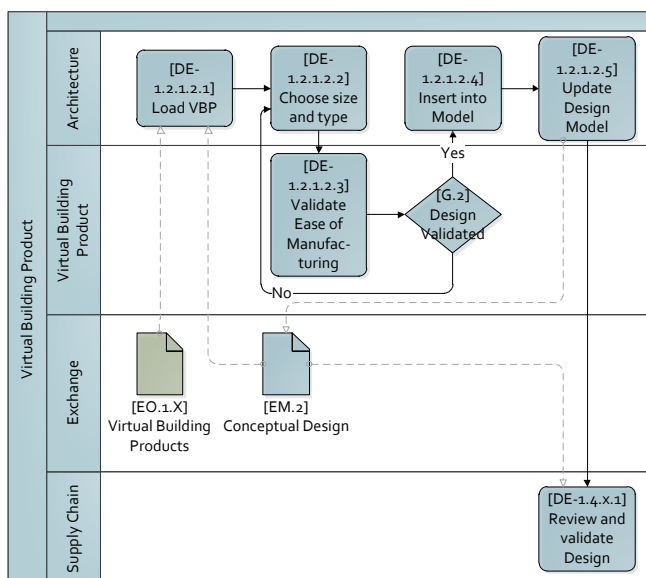 Virtual Building Product
Architecture
[DE-
1.2.1.2.1]
Load VBP
[DE-
1.2.1.2.2]
Choose size
and type
[DE-
1.2.1.2.4]
Insert into
Model
[DE-
1.2.1.2.5]
Update
Design
Model
Virtual Building
Product
[DE-
1.2.1.2.3]
Validate
Ease of
Manufac-
turing
Yes
[G.2]
Design
Validated
No
Exchange
[EO.1.X]
Virtual Building
Products
[EM.2]
Conceptual Design
Supply Chain
[DE-1.4.x.1]
Review and
validate
Design